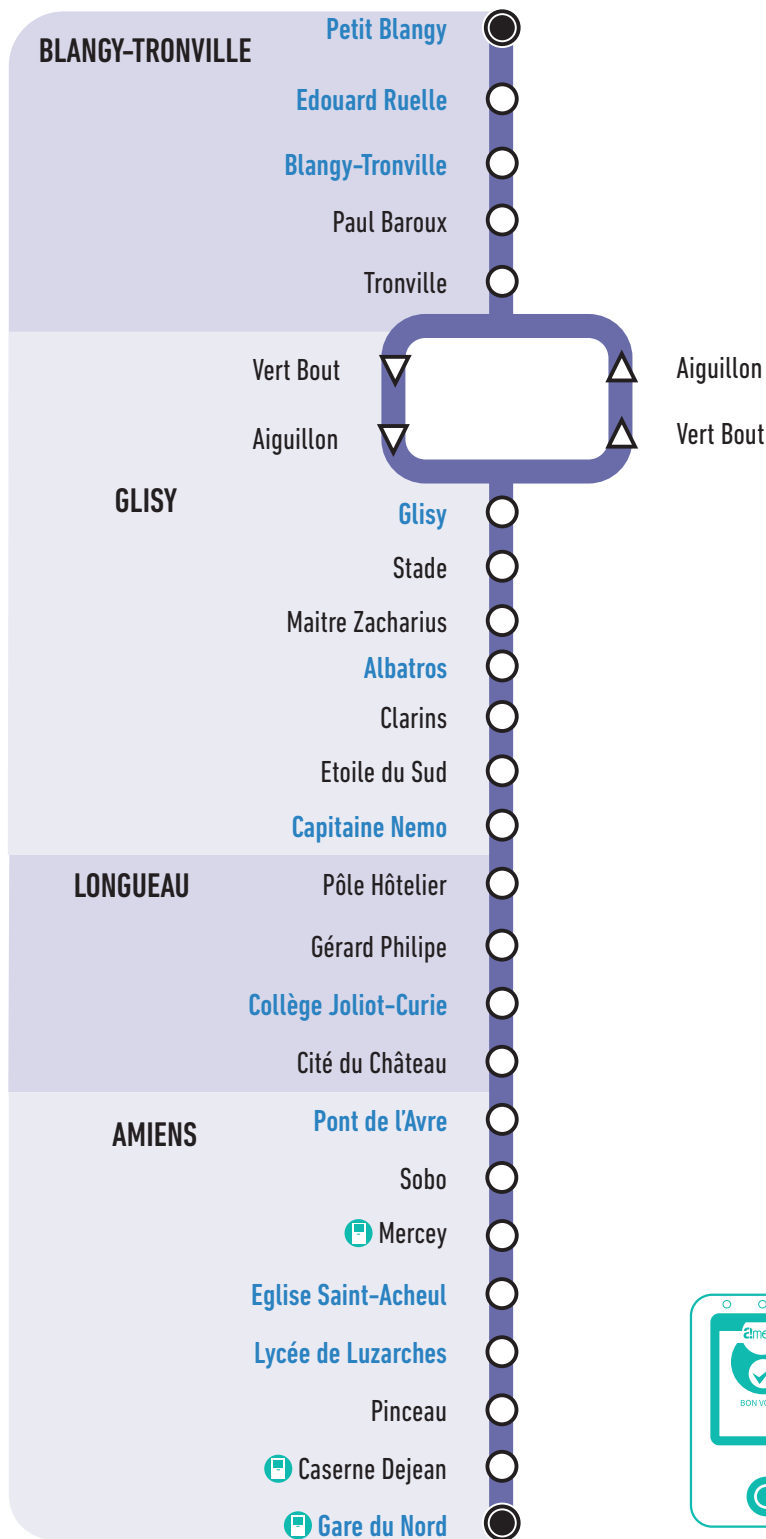 BLANGY-TRONVILLE
Petit Blangy
Edouard Ruelle
Blangy-Tronville
Paul Baroux
Tronville
Vert Bout
Aiguillon
Aiguillon
Vert Bout
GLISY
Glisy
Stade
Maitre Zacharius
Albatros
Clarins
Etoile du Sud
Capitaine Nemo
LONGUEAU
Pôle Hôtelier
Gérard Philipe
Collège Joliot-Curie
Cité du Château
AMIENS
Pont de l'Avre
Sobo
Mercey
Eglise Saint-Acheul
Lycée de Luzarches
Pinceau
Caserne Dejean
Gare du Nord
BON